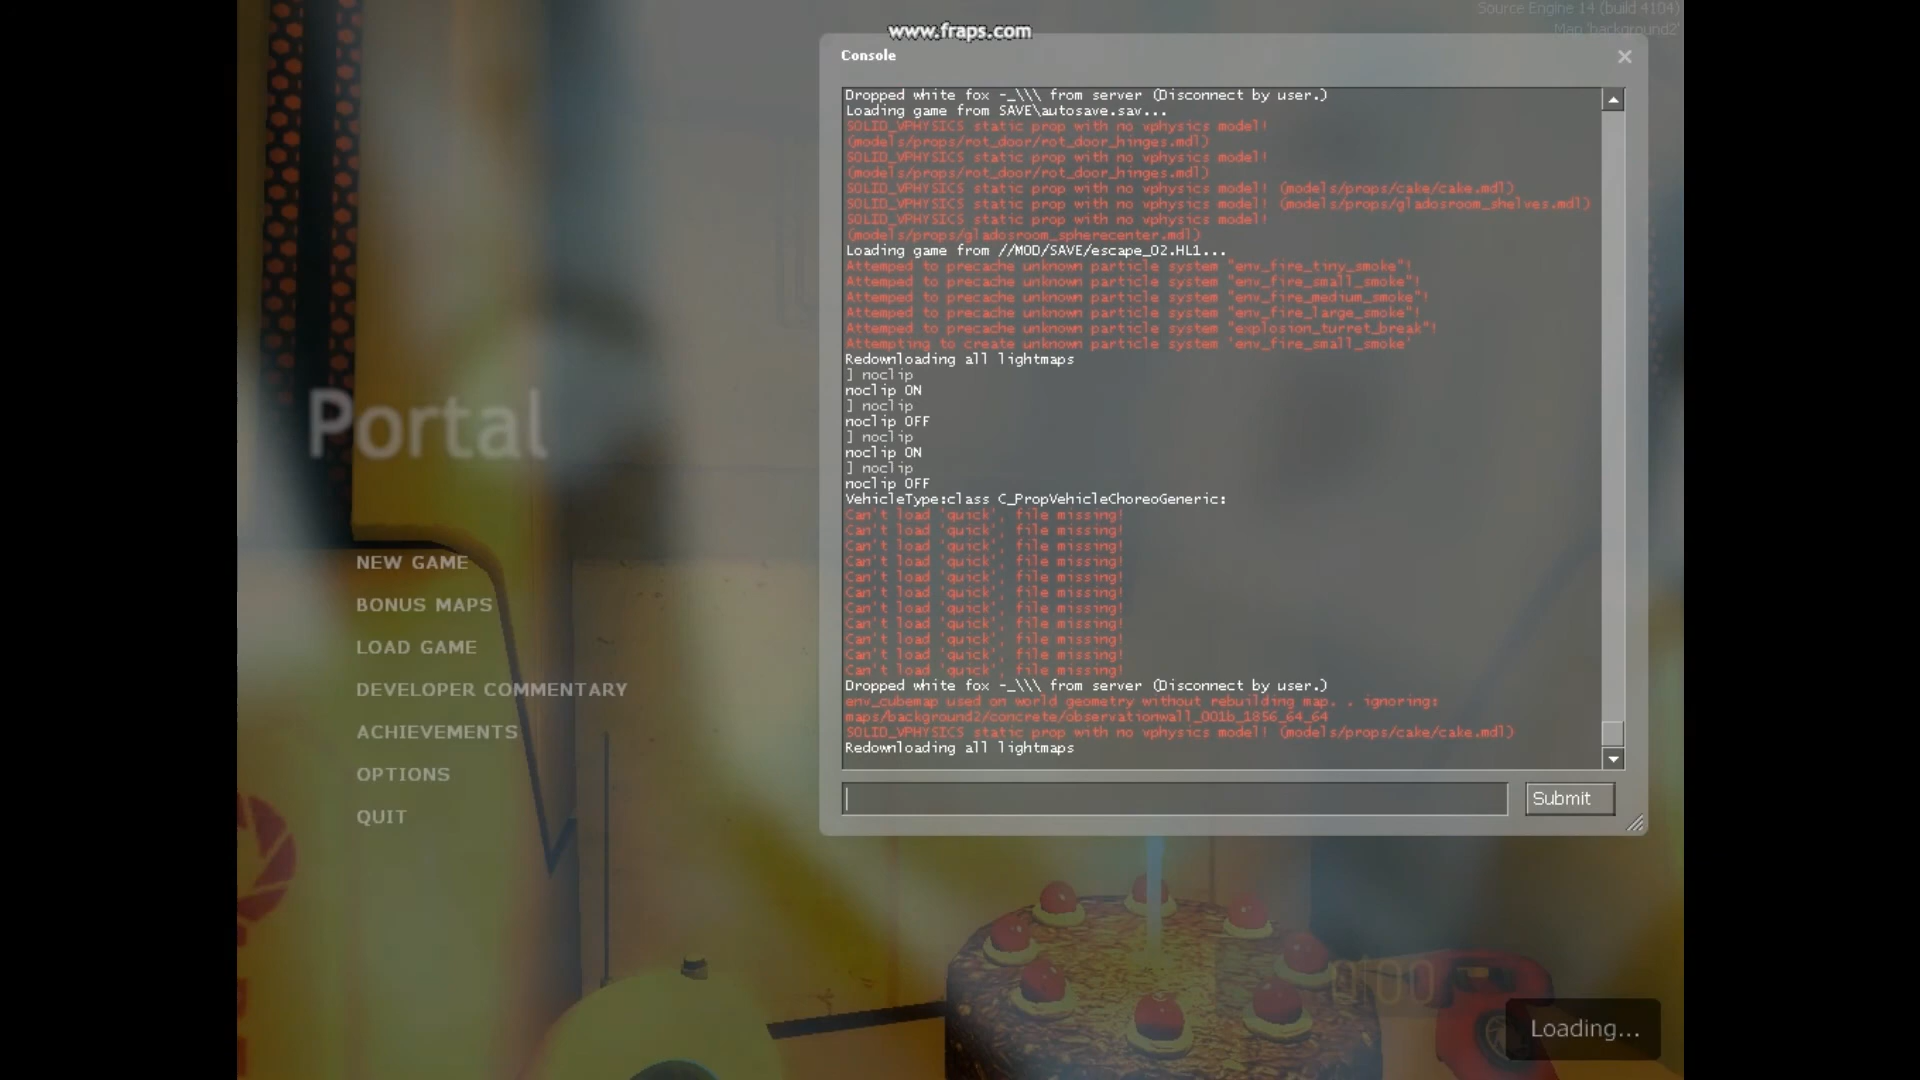 Source Engine 14 (build 4104)
Map 'background2'
www.fraps.com
Console
Dropped white fox -_\\\ from server (Disconnect by user.)
Loading game from SAVE\autosave.sav...
SOLID_VPHYSICS static prop with no vphysics model!
(models/props/rot_door/rot_door_hinges.mdl)
SOLID_VPHYSICS static prop with no vphysics model!
(models/props/rot_door/rot_door_hinges.mdl)
SOLID_VPHYSICS static prop with no vphysics model! (models/props/cake/cake.mdl)
SOLID_VPHYSICS static prop with no vphysics model! (models/props/gladosroom_shelves.mdl)
SOLID_VPHYSICS static prop with no vphysics model!
(models/props/gladosroom_spherecenter.mdl)
Loading game from //MOD/SAVE/escape_02.HL1...
Attemped to precache unknown particle system "env_fire_tiny_smoke"!
Attemped to precache unknown particle system "env_fire_small_smoke"!
Attemped to precache unknown particle system "env_fire_medium_smoke"!
Attemped to precache unknown particle system "env_fire_large_smoke"!
Attemped to precache unknown particle system "explosion_turret_break"!
Attempting to create unknown particle system 'env_fire_small_smoke'
Redownloading all lightmaps
] noclip
noclip ON
] noclip
noclip OFF
] noclip
noclip ON
] noclip
noclip OFF
VehicleType:class C_PropVehicleChoreoGeneric:
Can't load 'quick', file missing!
Can't load 'quick', file missing!
Can't load 'quick', file missing!
Can't load 'quick', file missing!
Can't load 'quick', file missing!
Can't load 'quick', file missing!
Can't load 'quick', file missing!
Can't load 'quick', file missing!
Can't load 'quick', file missing!
Can't load 'quick', file missing!
Can't load 'quick', file missing!
Dropped white fox -_\\\ from server (Disconnect by user.)
env_cubemap used on world geometry without rebuilding map. . ignoring:
maps/background2/concrete/observationwall_001b_1856_64_64
SOLID_VPHYSICS static prop with no vphysics model! (models/props/cake/cake.mdl)
Redownloading all lightmaps
Submit
Portal
NEW GAME
BONUS MAPS
LOAD GAME
DEVELOPER COMMENTARY
ACHIEVEMENTS
OPTIONS
QUIT
Loading...